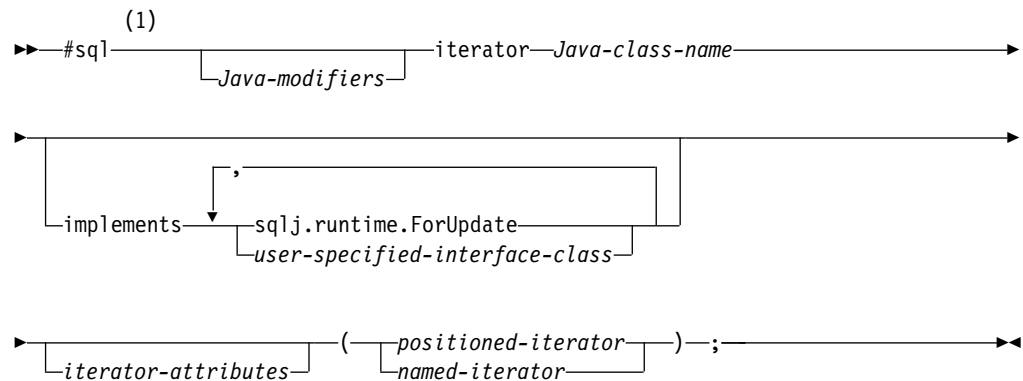 (1)
#sql iterator Java-class-name
Java-modifiers
,
implements sqlj.runtime.ForUpdate
user-specified-interface-class
( positioned-iterator ) ;
iterator-attributes named-iterator